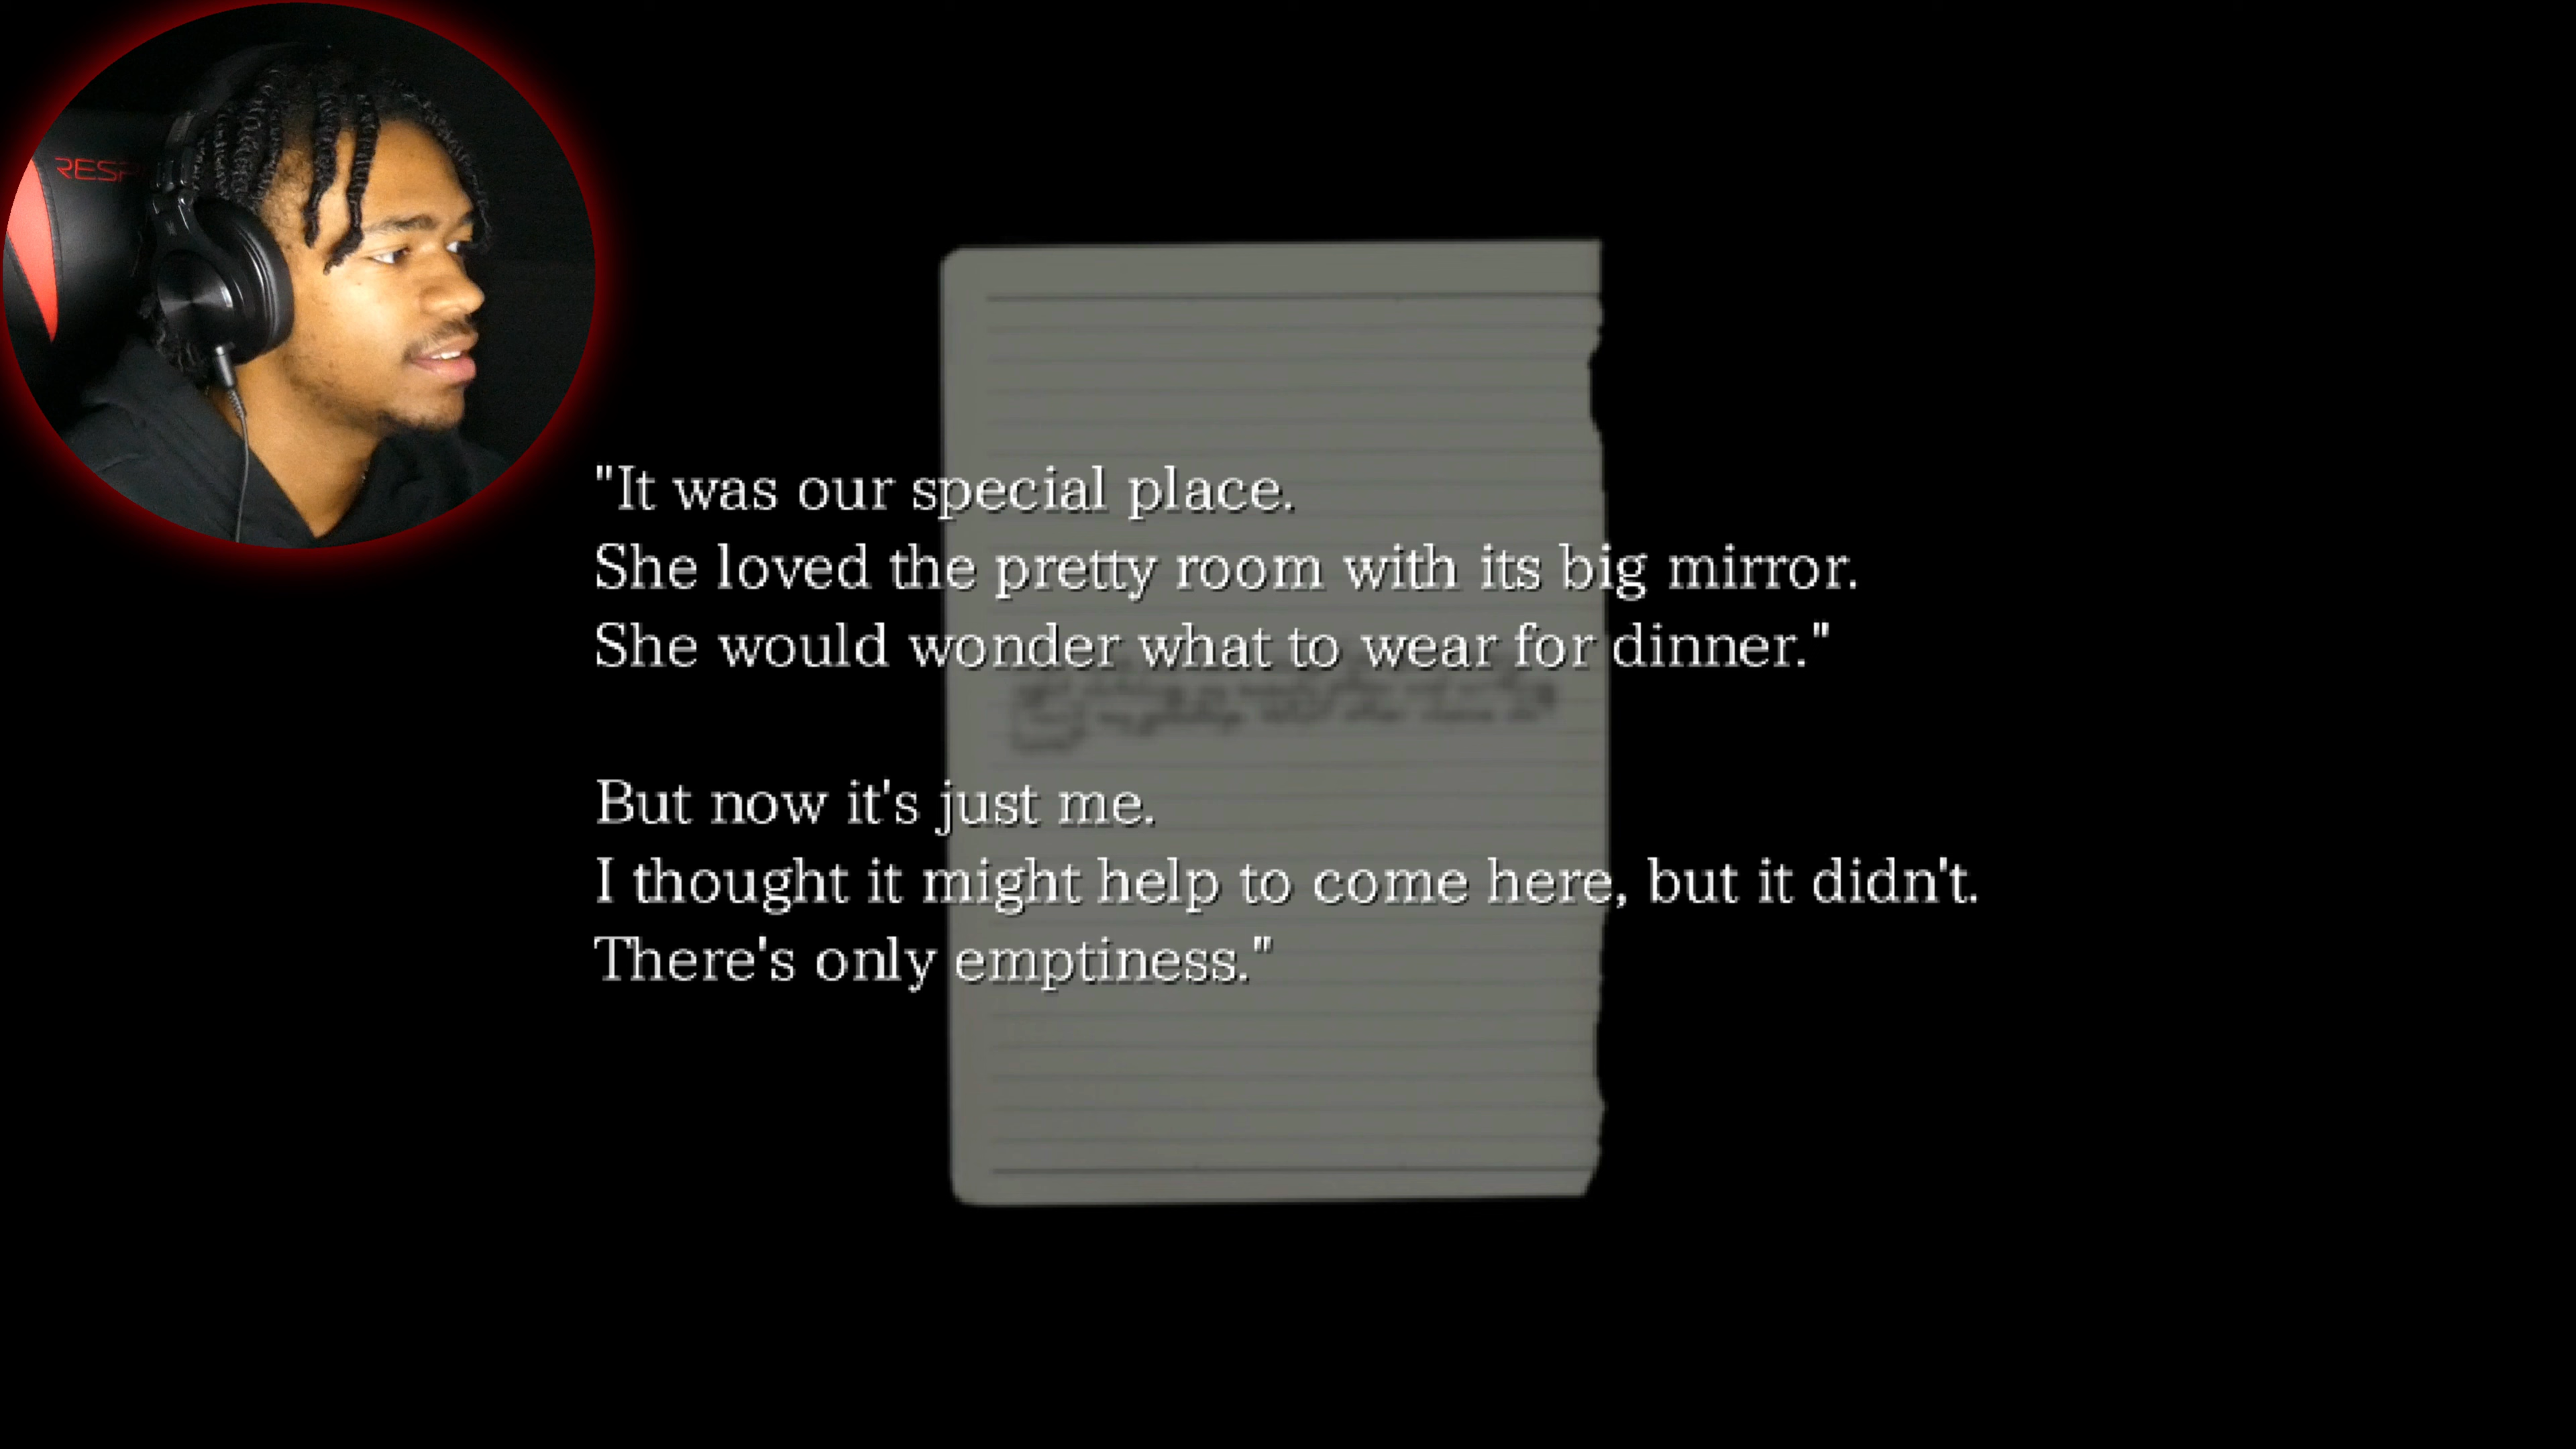 RESP
"It was our special place.
She loved the pretty room with its big mirror.
She would wonder what to wear for dinner."
But now it's just me.
I thought it might help to come here, but it didn't.
There's only emptiness."